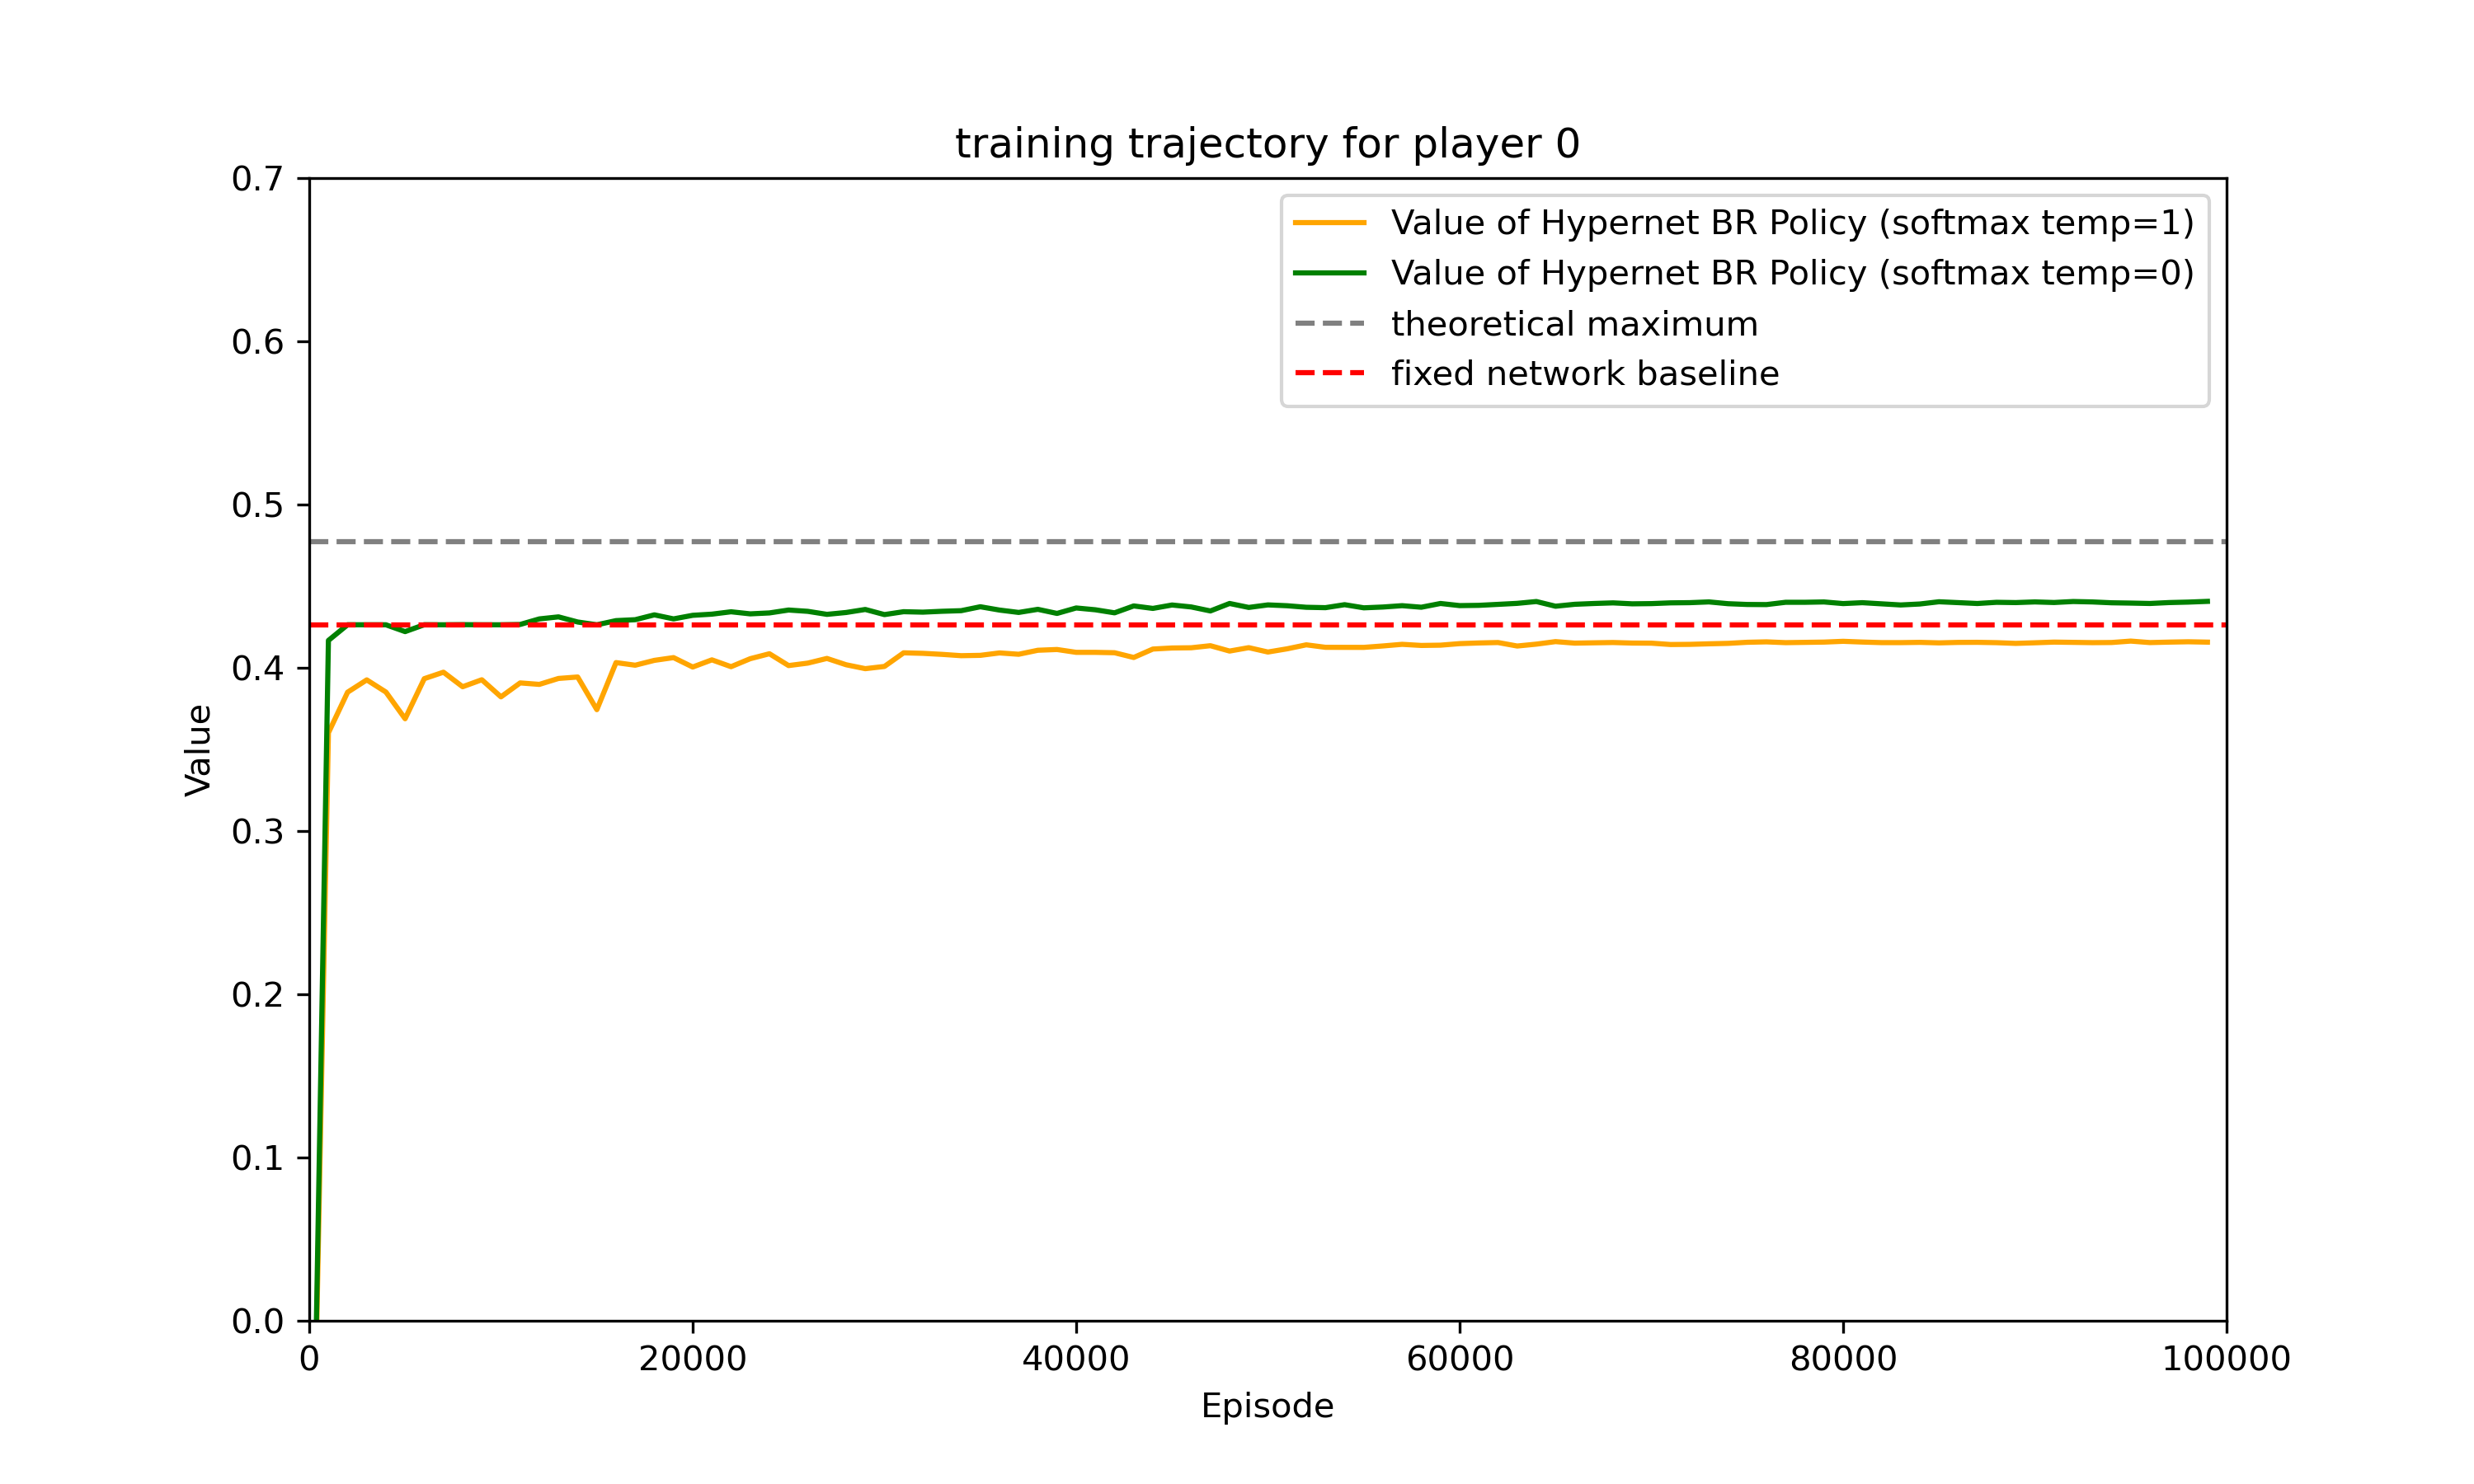 training trajectory for player 0
Value of Hypernet BR Policy (softmax temp=1)
Value of Hypernet BR Policy (softmax temp=0)
theoretical maximum
fixed network baseline
0.7
0.6
0.5
0.4
0.3
0.2
0.1
0.0
Value
0 20000 40000 60000 80000 100000
Episode